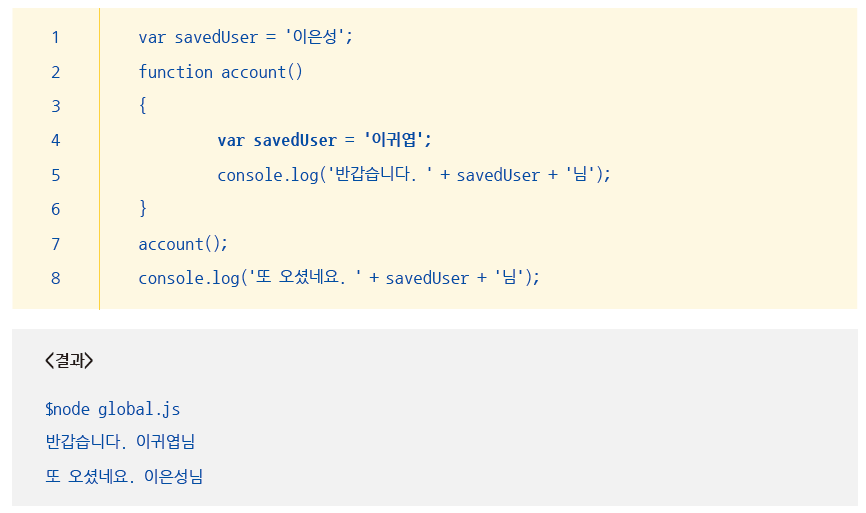 1 var savedUser = '이은성';
2 function account()
3 {
4 var savedUser = '이귀엽';
5 console.log('반갑습니다. ' + savedUser + '님');
6 }
7 account();
8 console.log('또 오셨네요. ' + savedUser + '님');
<결과>
$node global.js
반갑습니다. 이귀엽님
또 오셨네요. 이은성님